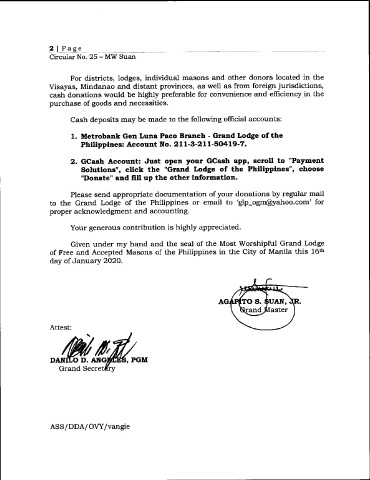 2 | Page
Circular No. 25 – MW Suan
For districts, lodges, individual masons and other donors located in the
Visayas, Mindanao and distant provinces, as well as from foreign jurisdictions,
cash donations would be highly preferable for convenience and efficiency in the
purchase of goods and necessities.
Cash deposits may be made to the following official accounts:
1. Metrobank Gen Luna Paco Branch - Grand Lodge of the
Philippines: Account No. 211-3-211-50419-7.
2. GCash Account: Just open your GCash app, scroll to "Payment
Solutions", click the "Grand Lodge of the Philippines", choose
"Donate" and fill up the other information.
Please send appropriate documentation of your donations by regular mail
to the Grand Lodge of the Philippines or email to 'glp_ogm@yahoo.com' for
proper acknowledgment and accounting.
Your generous contribution is highly appreciated.
Given under my hand and the seal of the Most Worshipful Grand Lodge
of Free and Accepted Masons of the Philippines in the City of Manila this 16th
day of January 2020.
AGAPITO S. SUAN, JR.
Grand Master
Attest:
DANILO D. ANGELES, PGM
Grand Secretary
ASS/DDA/OVY/vangie